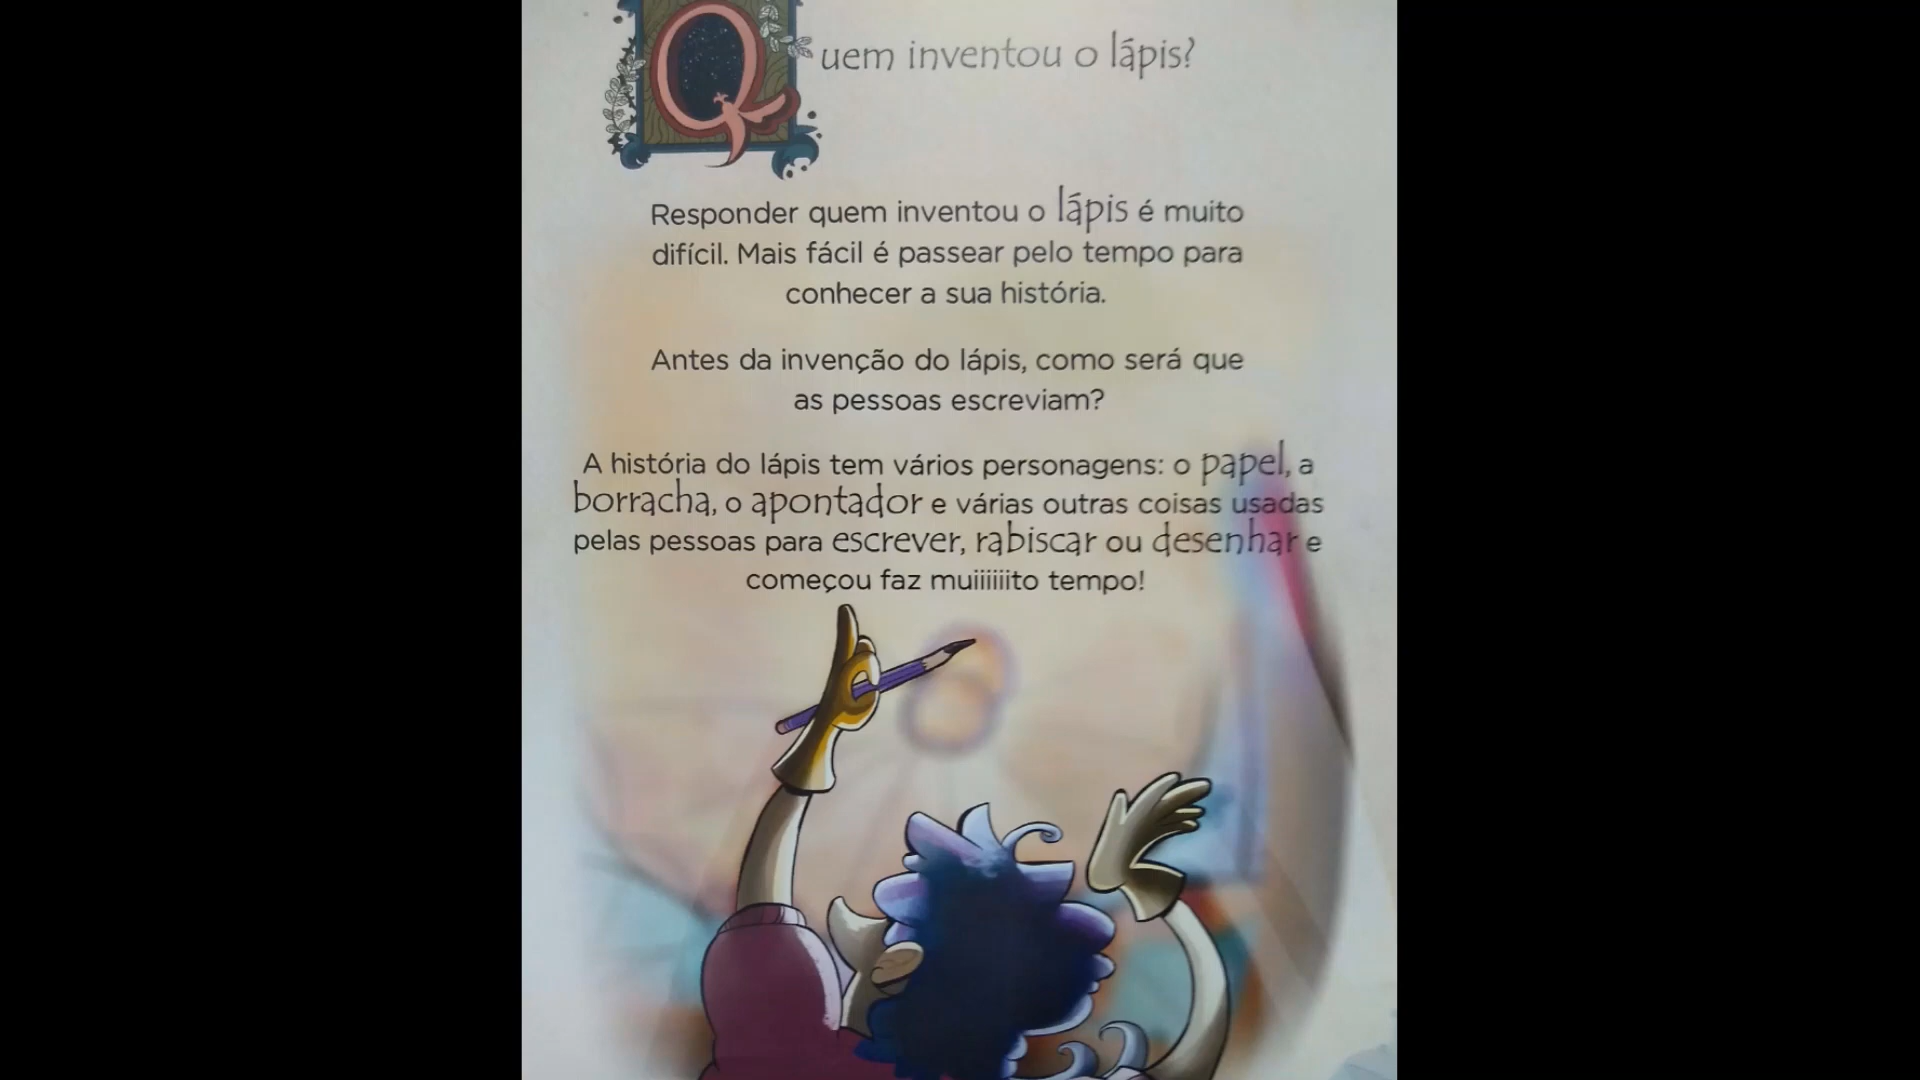 Quem inventou o lápis?
Responder quem inventou o lápis é muito
difícil. Mais fácil é passear pelo tempo para
conhecer a sua história.
Antes da invenção do lápis, como será que
as pessoas escreviam?
A história do lápis tem vários personagens: o papel, a
borracha, o apontador e várias outras coisas usadas
pelas pessoas para escrever, rabiscar ou desenhar e
começou faz muiiiiiito tempo!